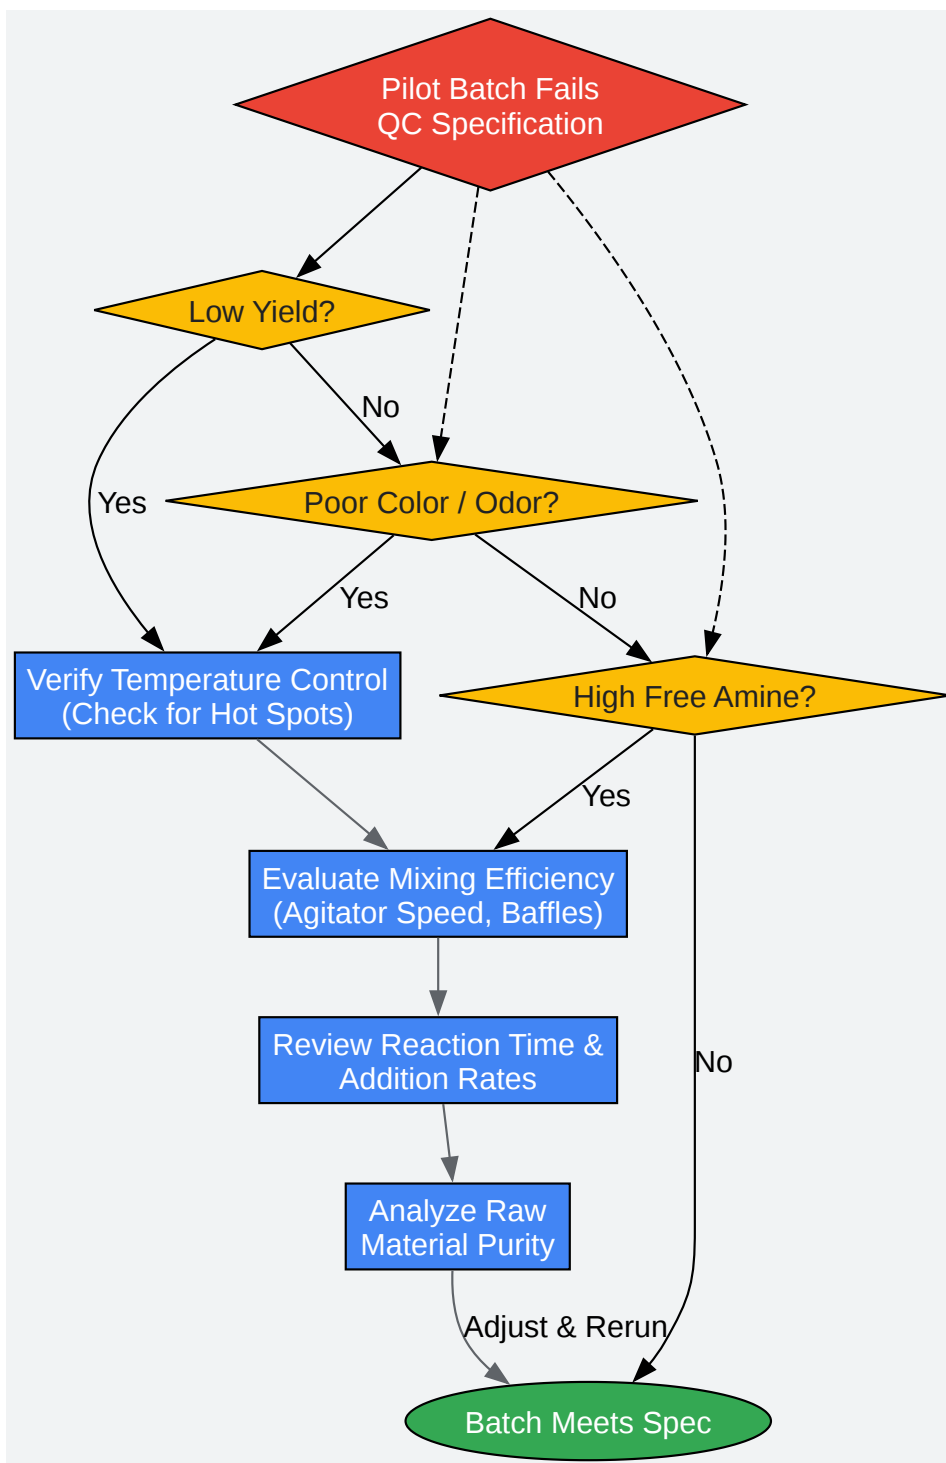 Pilot Batch Fails
QC Specification
Low Yield?
No
Yes
Poor Color / Odor?
Yes
No
Verify Temperature Control
(Check for Hot Spots)
High Free Amine?
Yes
Evaluate Mixing Efficiency
(Agitator Speed, Baffles)
Review Reaction Time &
Addition Rates
No
Analyze Raw
Material Purity
Adjust & Rerun
Batch Meets Spec